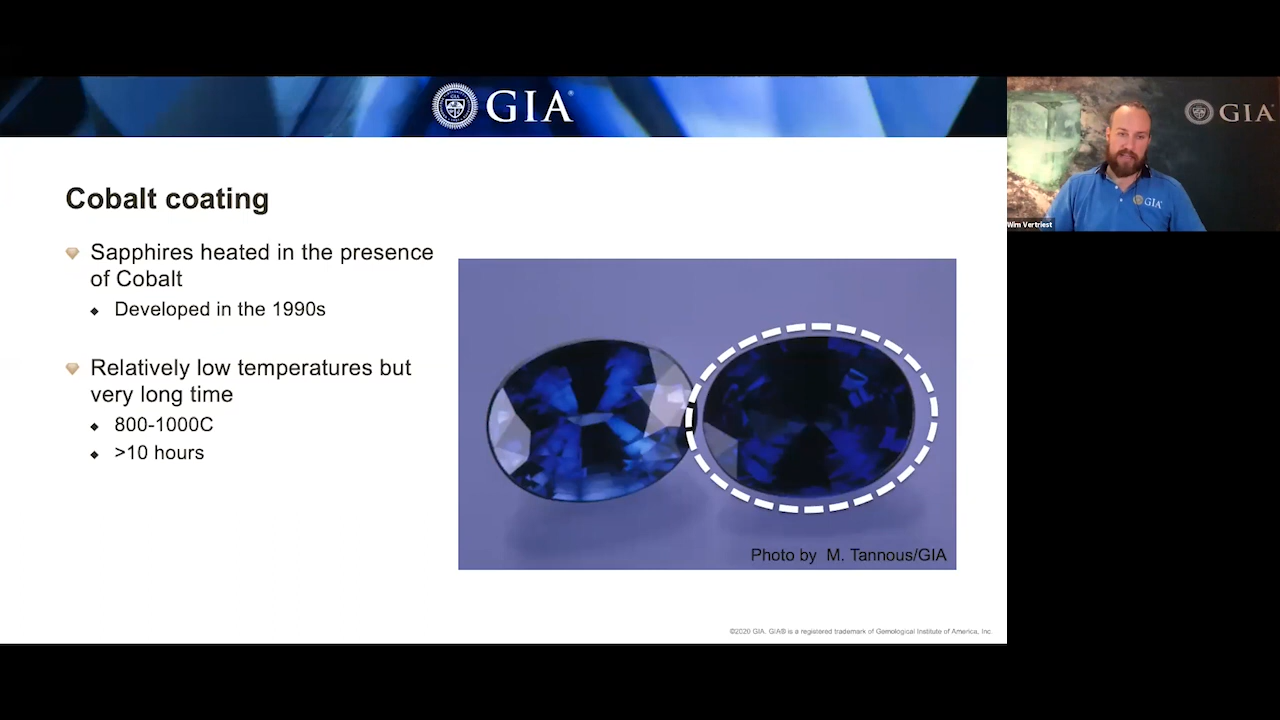 GIA®
Cobalt coating
Sapphires heated in the presence
of Cobalt
Developed in the 1990s
Relatively low temperatures but
very long time
800-1000C
>10 hours
Photo by M. Tannous/GIA
©2020 GIA. GIA® is a registered trademark of Gemological Institute of America, Inc
GIA®
GIA®
Wim Vertriest